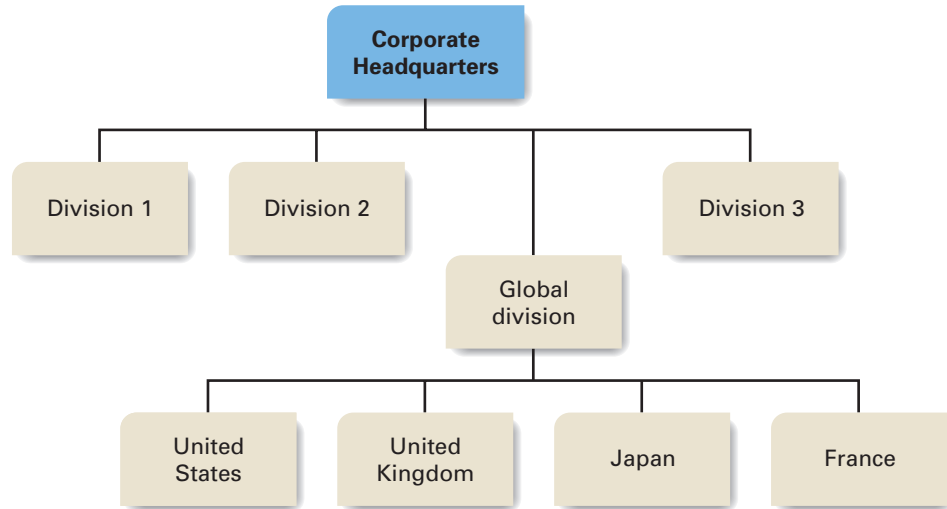 Corporate
Headquarters
Division 1
Division 2
Division 3
Global
division
United
States
United
Kingdom
Japan
France